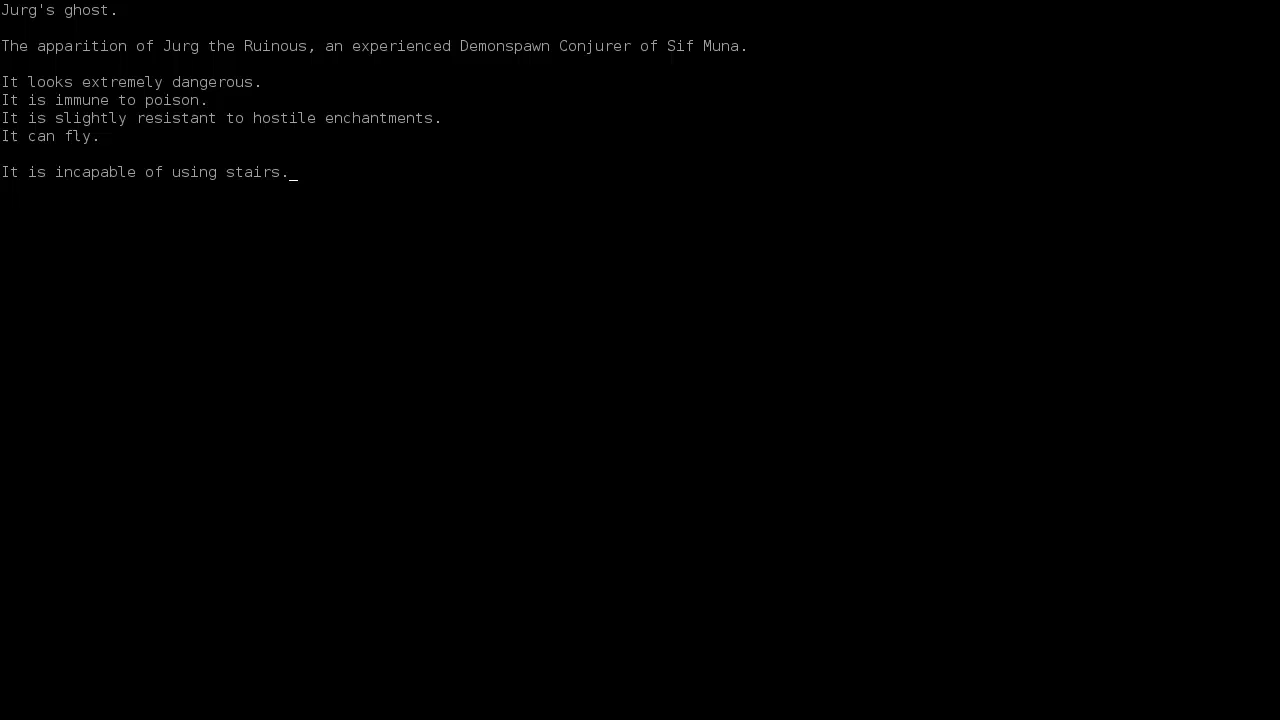 Jurg's ghost.
The apparition of Jurg the Ruinous, an experienced Demonspawn Conjurer of Sif Muna.
It looks extremely dangerous.
It is immune to poison.
It is slightly resistant to hostile enchantments.
It can fly.
It is incapable of using stairs._